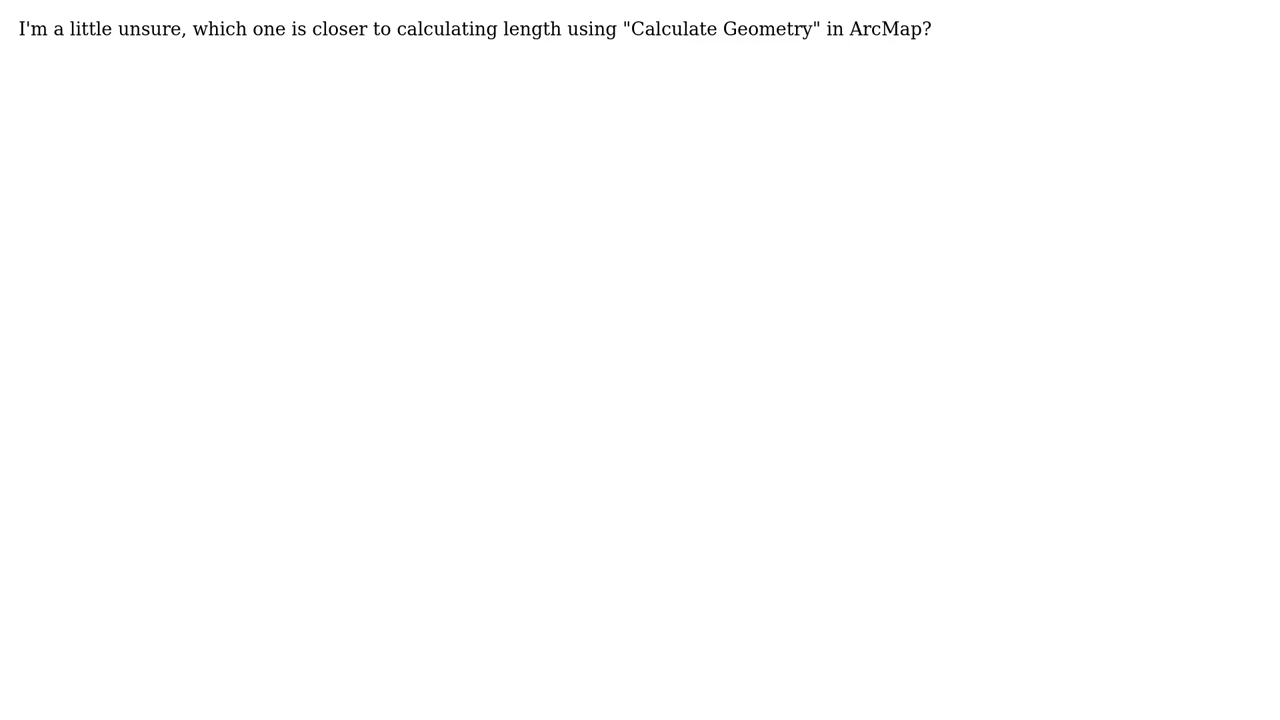 I'm a little unsure, which one is closer to calculating length using "Calculate Geometry" in ArcMap?